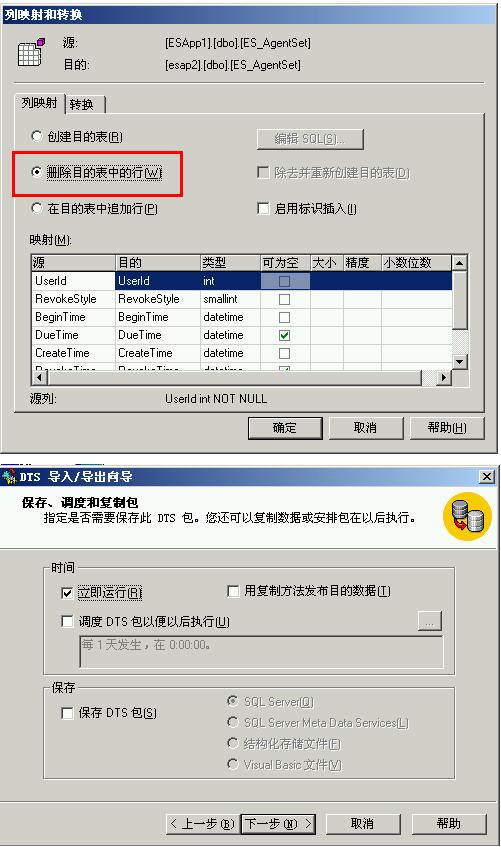 列映射和转换
源: [ESApp1].[dbo].[ES_AgentSet]
目的: [esap2].[dbo].[ES_AgentSet]
列映射 转换
创建目的表(R) 编辑 SQL(S)...
删除目的表中的行(W) 除去并重新创建目的表(D)
在目的表中追加行(P) 启用标识插入(I)
映射(M):
源 目的 类型 可为空 大小 精度 小数位数
UserId UserId int
RevokeStyle RevokeStyle smallint
BeginTime BeginTime datetime
DueTime DueTime datetime
CreateTime CreateTime datetime
RevokeTime RevokeTime datetime
源列: UserId int NOT NULL
确定 取消 帮助(H)
DTS 导入/导出向导
保存、调度和复制包
指定是否需要保存此 DTS 包。您还可以复制数据或安排包在以后执行。
时间
立即运行(R) 用复制方法发布目的数据(T)
调度 DTS 包以便以后执行(U) ...
每 1 天发生，在 0:00:00。
保存
保存 DTS 包(S) SQL Server(Q)
SQL Server Meta Data Services(L)
结构化存储文件(F)
Visual Basic 文件(V)
< 上一步(B) 下一步(N) > 取消 帮助